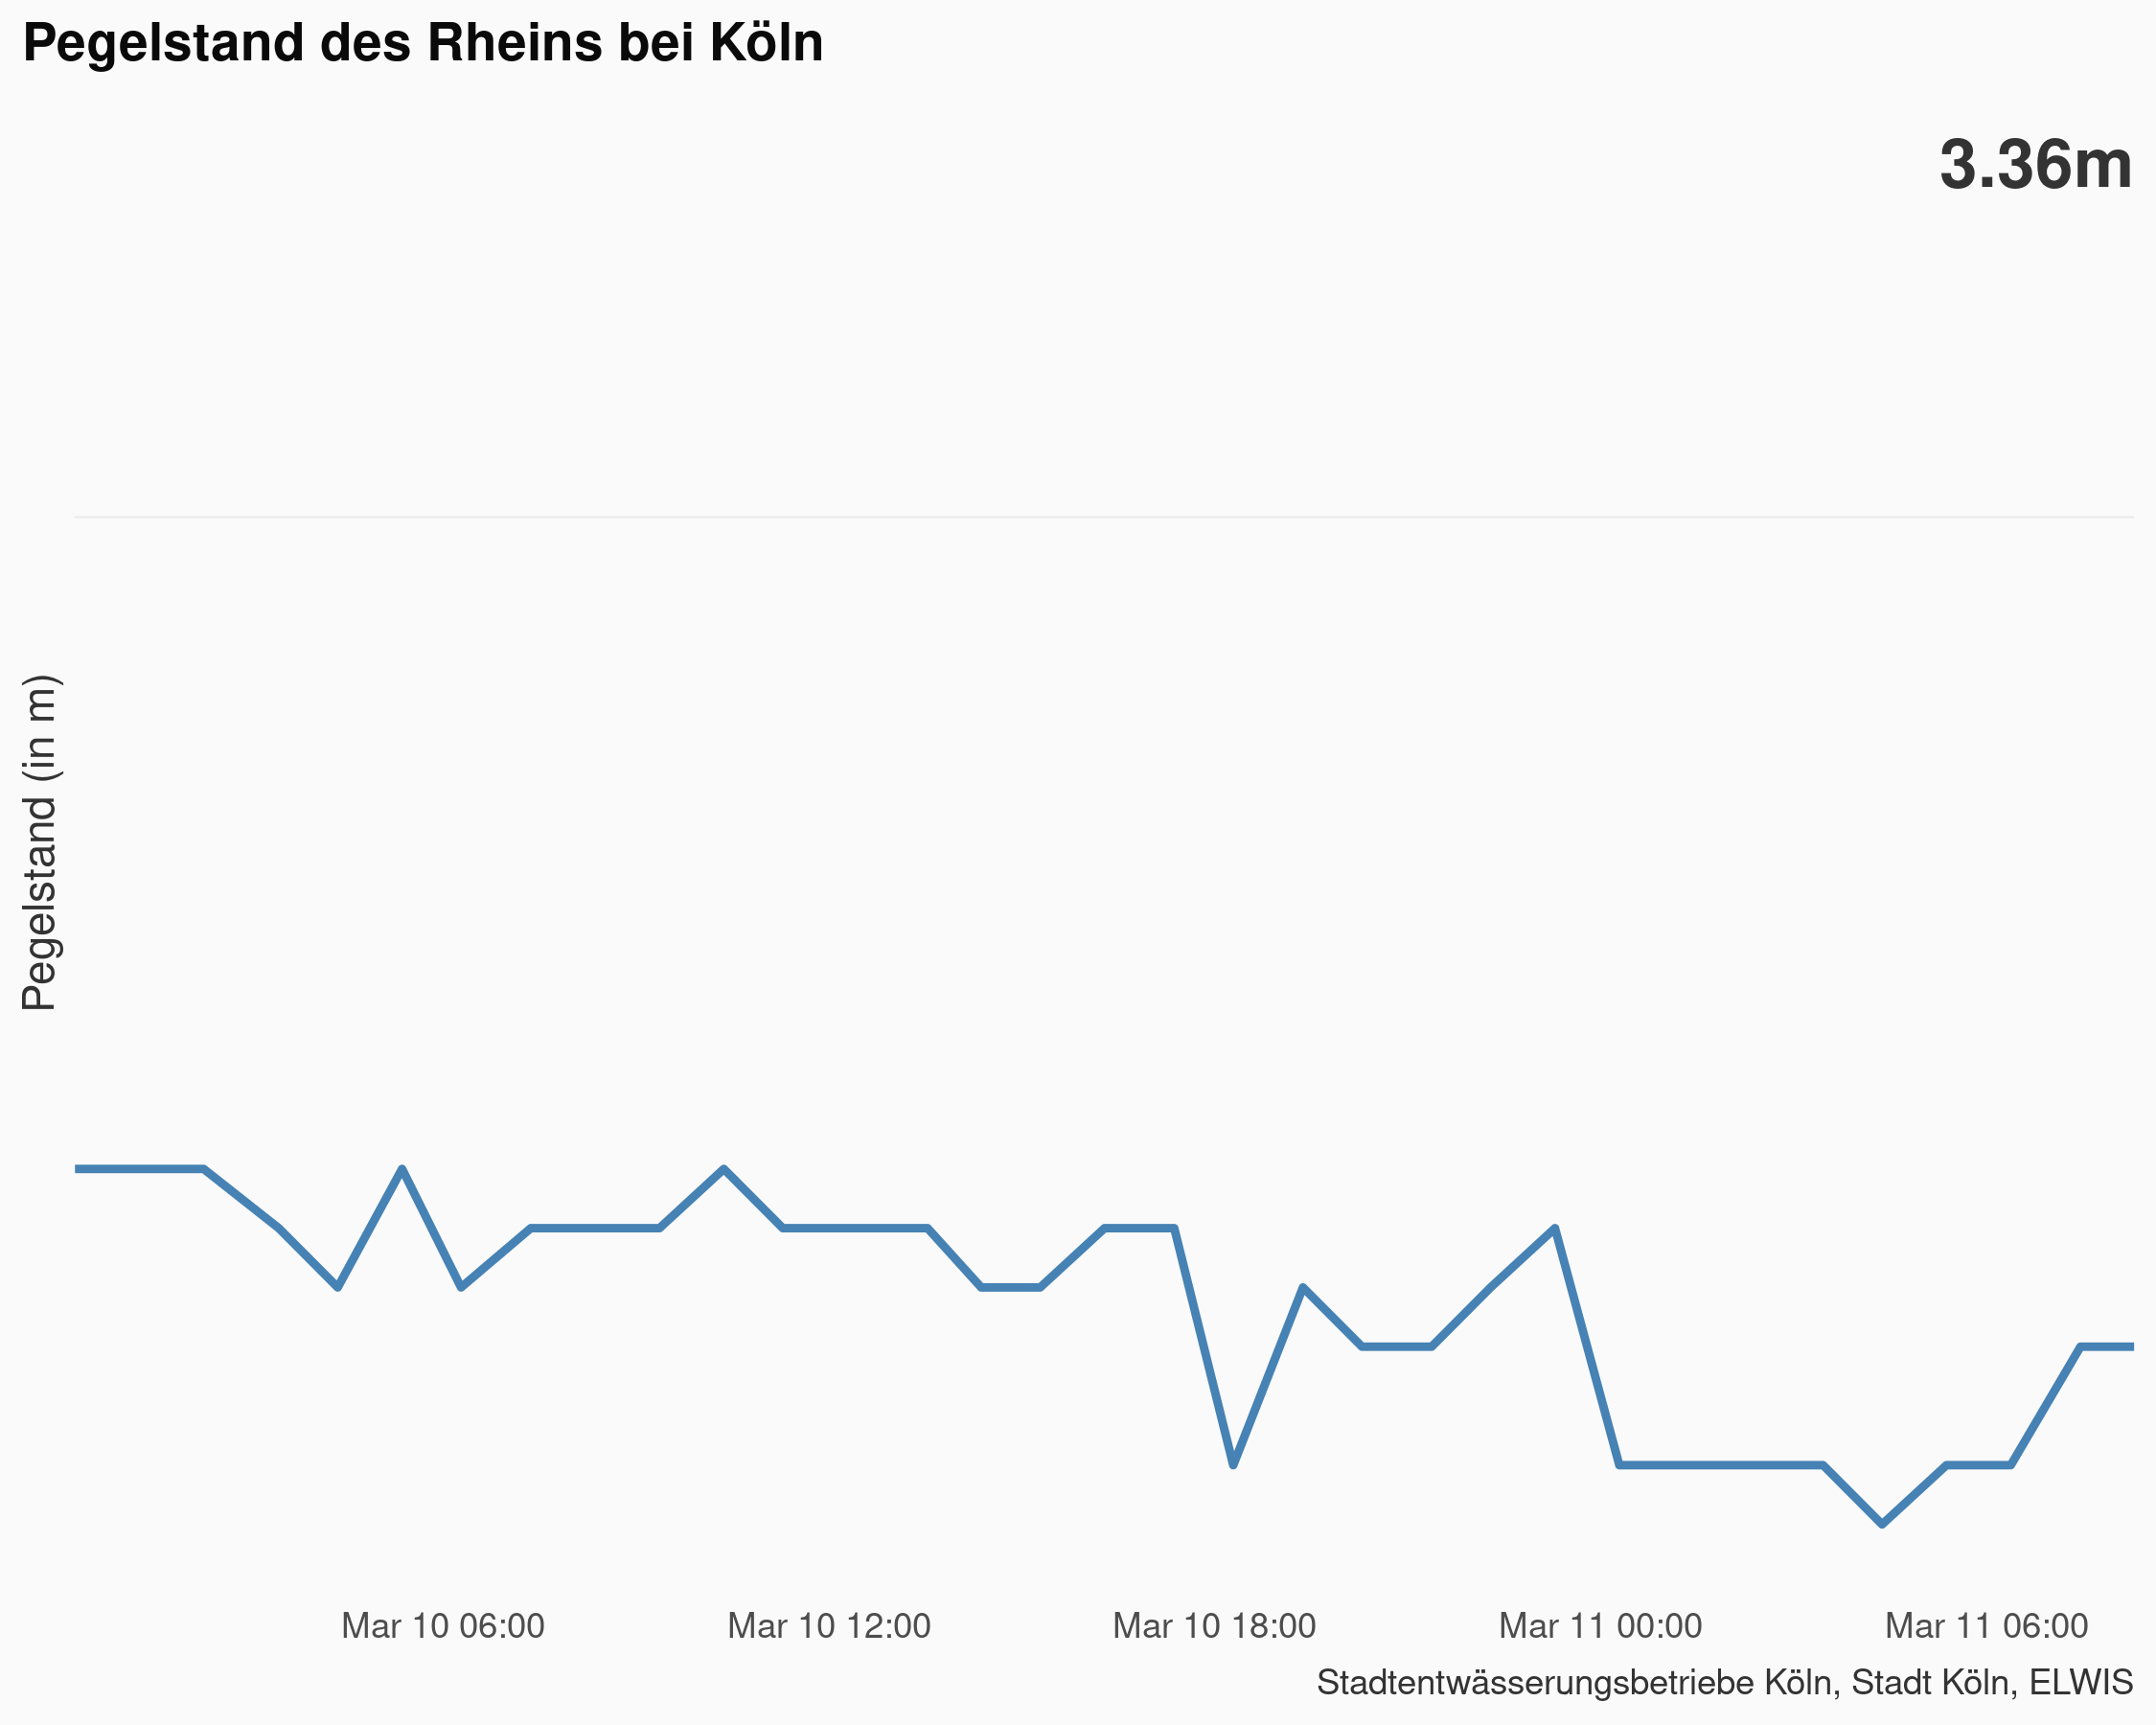 Pegelstand des Rheins bei Köln
3.36m
Pegelstand (in m)
Mar 10 06:00
Mar 10 12:00
Mar 10 18:00
Mar 11 00:00
Mar 11 06:00
Stadtentwässerungsbetriebe Köln, Stadt Köln, ELWIS